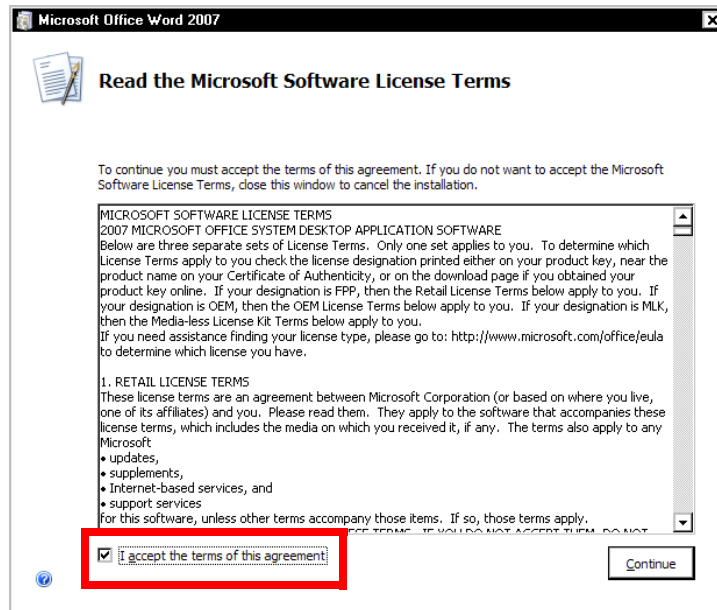 Microsoft Office Word 2007
Read the Microsoft Software License Terms
To continue you must accept the terms of this agreement. If you do not want to accept the Microsoft
Software License Terms, close this window to cancel the installation.
MICROSOFT SOFTWARE LICENSE TERMS
2007 MICROSOFT OFFICE SYSTEM DESKTOP APPLICATION SOFTWARE
Below are three separate sets of License Terms. Only one set applies to you. To determine which
License Terms apply to you check the license designation printed either on your product key, near the
product name on your Certificate of Authenticity, or on the download page if you obtained your
product key online. If your designation is FPP, then the Retail License Terms below apply to you. If
your designation is OEM, then the OEM License Terms below apply to you. If your designation is MLK,
then the Media-less License Kit Terms below apply to you.
If you need assistance finding your license type, please go to: http://www.microsoft.com/office/eula
to determine which license you have.
1. RETAIL LICENSE TERMS
These license terms are an agreement between Microsoft Corporation (or based on where you live,
one of its affiliates) and you. Please read them. They apply to the software that accompanies these
license terms, which includes the media on which you received it, if any. The terms also apply to any
Microsoft
• updates,
• supplements,
• Internet-based services, and
• support services
for this software, unless other terms accompany those items. If so, those terms apply.
TERMS. IF YOU DO NOT ACCEPT THEM, DO NOT
I accept the terms of this agreement
Continue